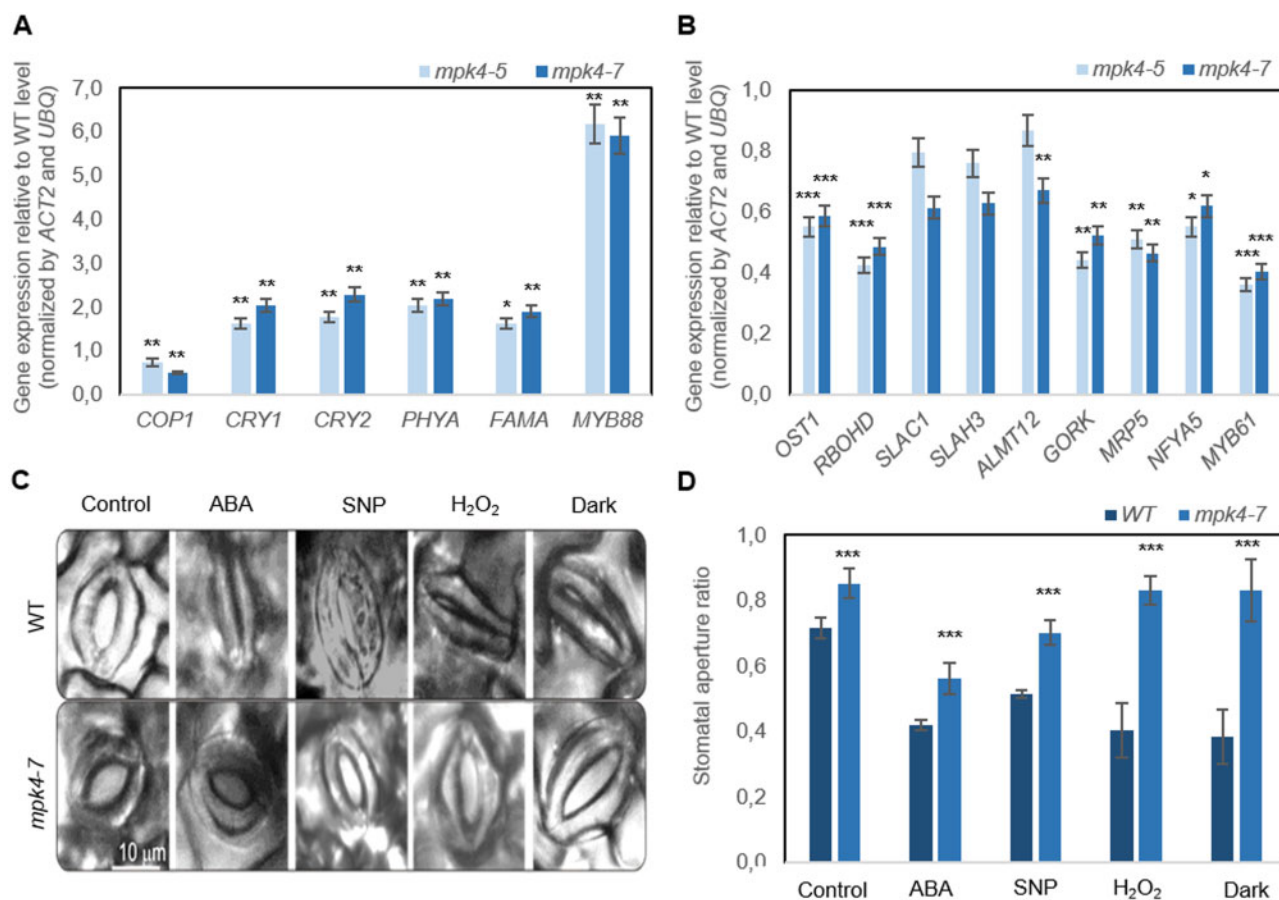 A
mpk4-5 mpk4-7
Gene expression relative to WT level
(normalized by ACT2 and UBQ)
7,0
6,0
5,0
4,0
3,0
2,0
1,0
0,0
** ** ** ** ** ** ** ** * ** ** **
COP1 CRY1 CRY2 PHYA FAMA MYB88
B
mpk4-5 mpk4-7
Gene expression relative to WT level
(normalized by ACT2 and UBQ)
1,0
0,8
0,6
0,4
0,2
0,0
*** *** *** *** ** ** ** ** ** * * *** ***
OST1 RBOHD SLAC1 SLAH3 ALMT12 GORK MRP5 NFYA5 MYB61
C
Control ABA SNP H₂O₂ Dark
WT
mpk4-7
10 µm
D
WT mpk4-7
Stomatal aperture ratio
1,0
0,8
0,6
0,4
0,2
0,0
*** *** *** *** ***
Control ABA SNP H₂O₂ Dark